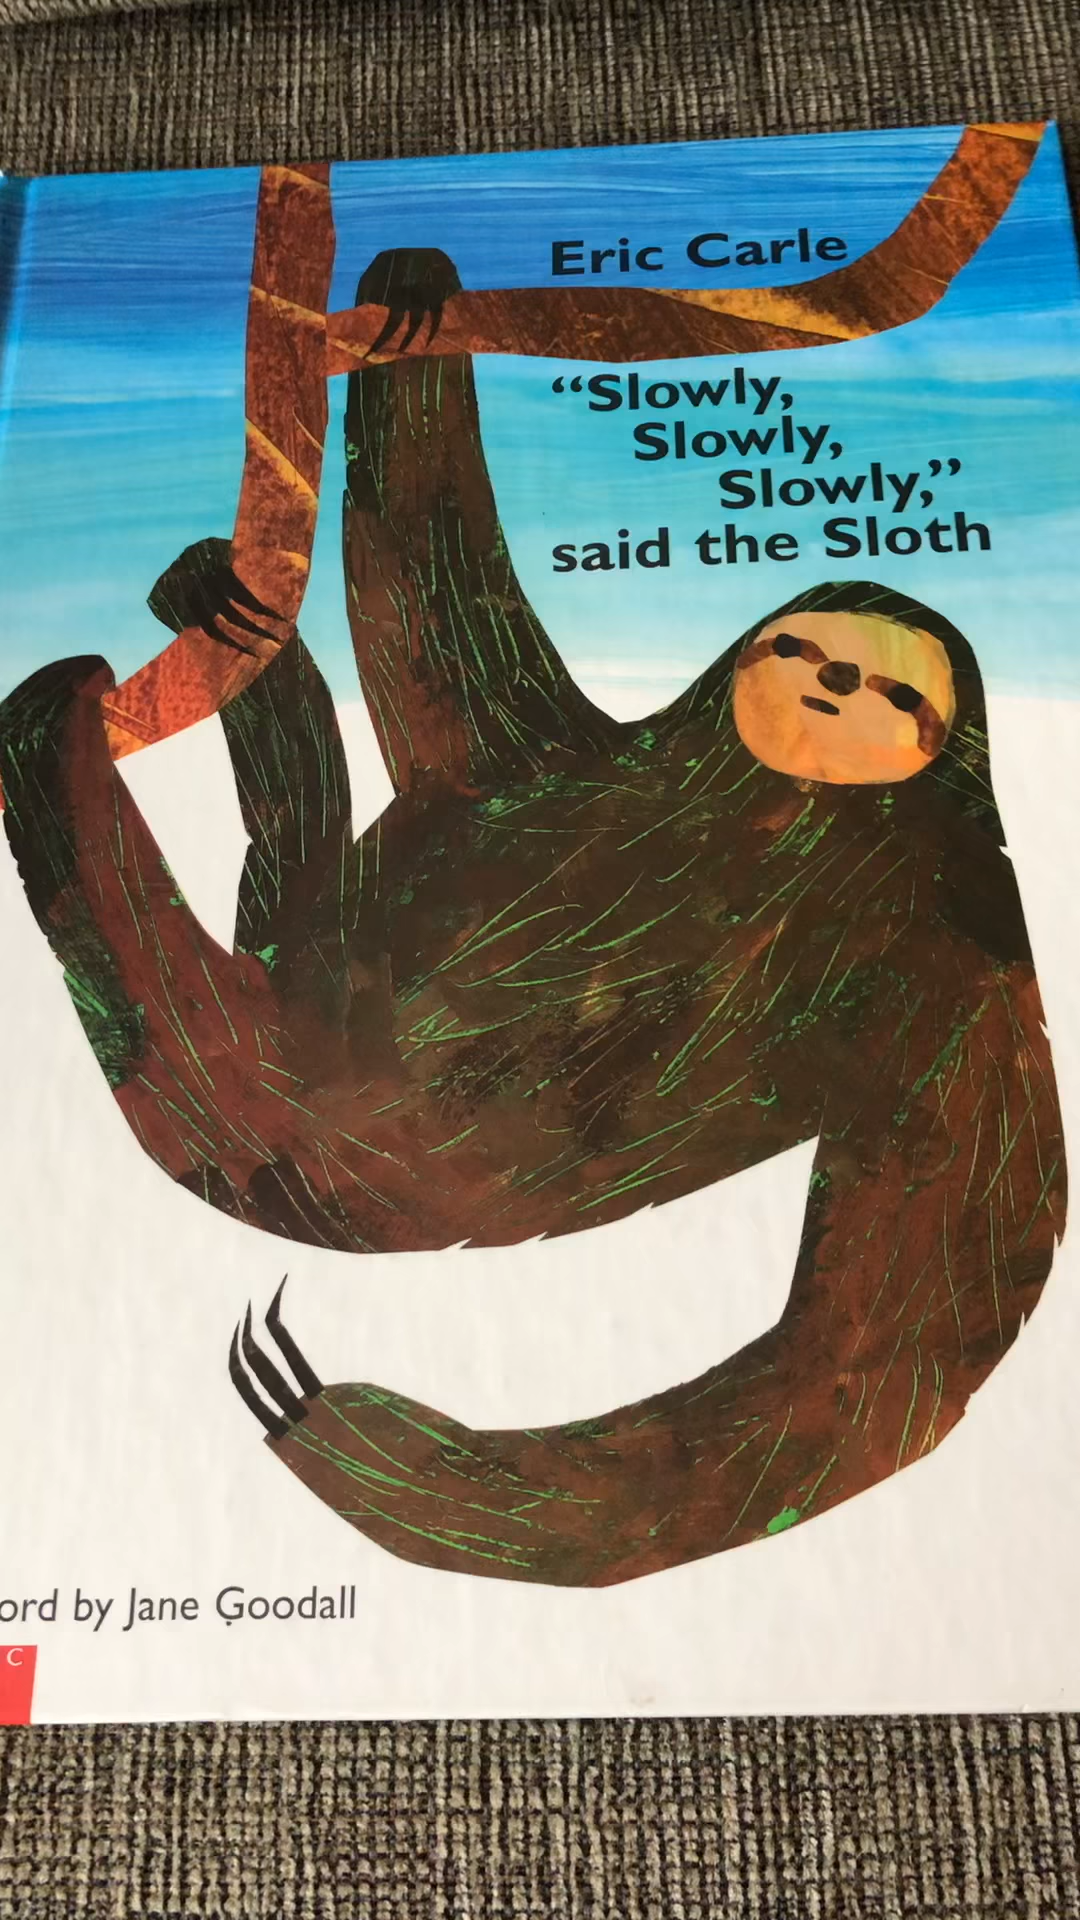 Eric Carle
“Slowly,
Slowly,
Slowly,”
said the Sloth
ord by Jane Goodall
C